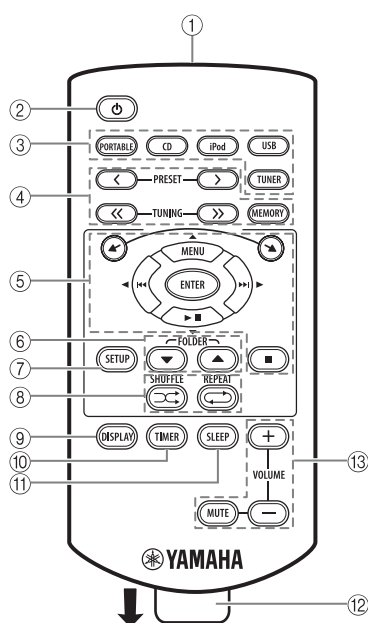 ①
②
③
PORTABLE CD iPod USB
TUNER
④
PRESET
TUNING MEMORY
⑤
MENU
ENTER
⑥
FOLDER
⑦
SETUP
⑧
SHUFFLE REPEAT
⑨
DISPLAY TIMER SLEEP
⑩
⑪
VOLUME
⑬
MUTE
YAMAHA
⑫